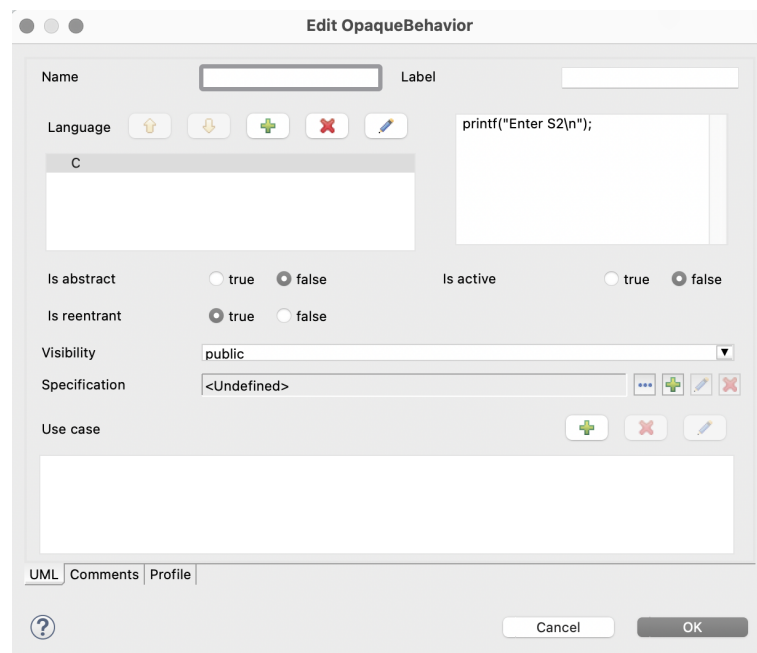 Edit OpaqueBehavior
Name Label
Language printf("Enter S2\n");
C
Is abstract true false Is active true false
Is reentrant true false
Visibility public
Specification <Undefined>
Use case
UML Comments Profile
? Cancel OK